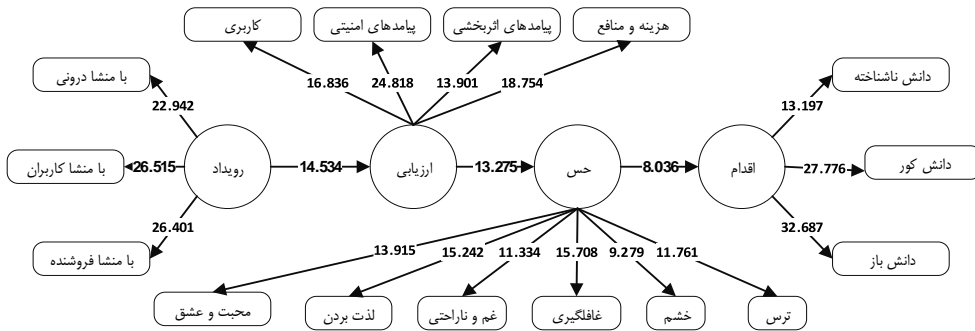 کاربری
پیامدهای امنیتی
پیامدهای اثربخشی
هزینه و منافع
با منشا درونی
دانش ناشناخته
16.836
24.818
13.901
18.754
22.942
13.197
با منشا کاربران
26.515
رویداد
14.534
ارزیابی
13.275
حس
8.036
اقدام
27.776
دانش کور
26.401
32.687
با منشا فروشنده
دانش باز
13.915
15.242
11.334
15.708
9.279
11.761
محبت و عشق
لذت بردن
غم و ناراحتی
غافلگیری
خشم
ترس